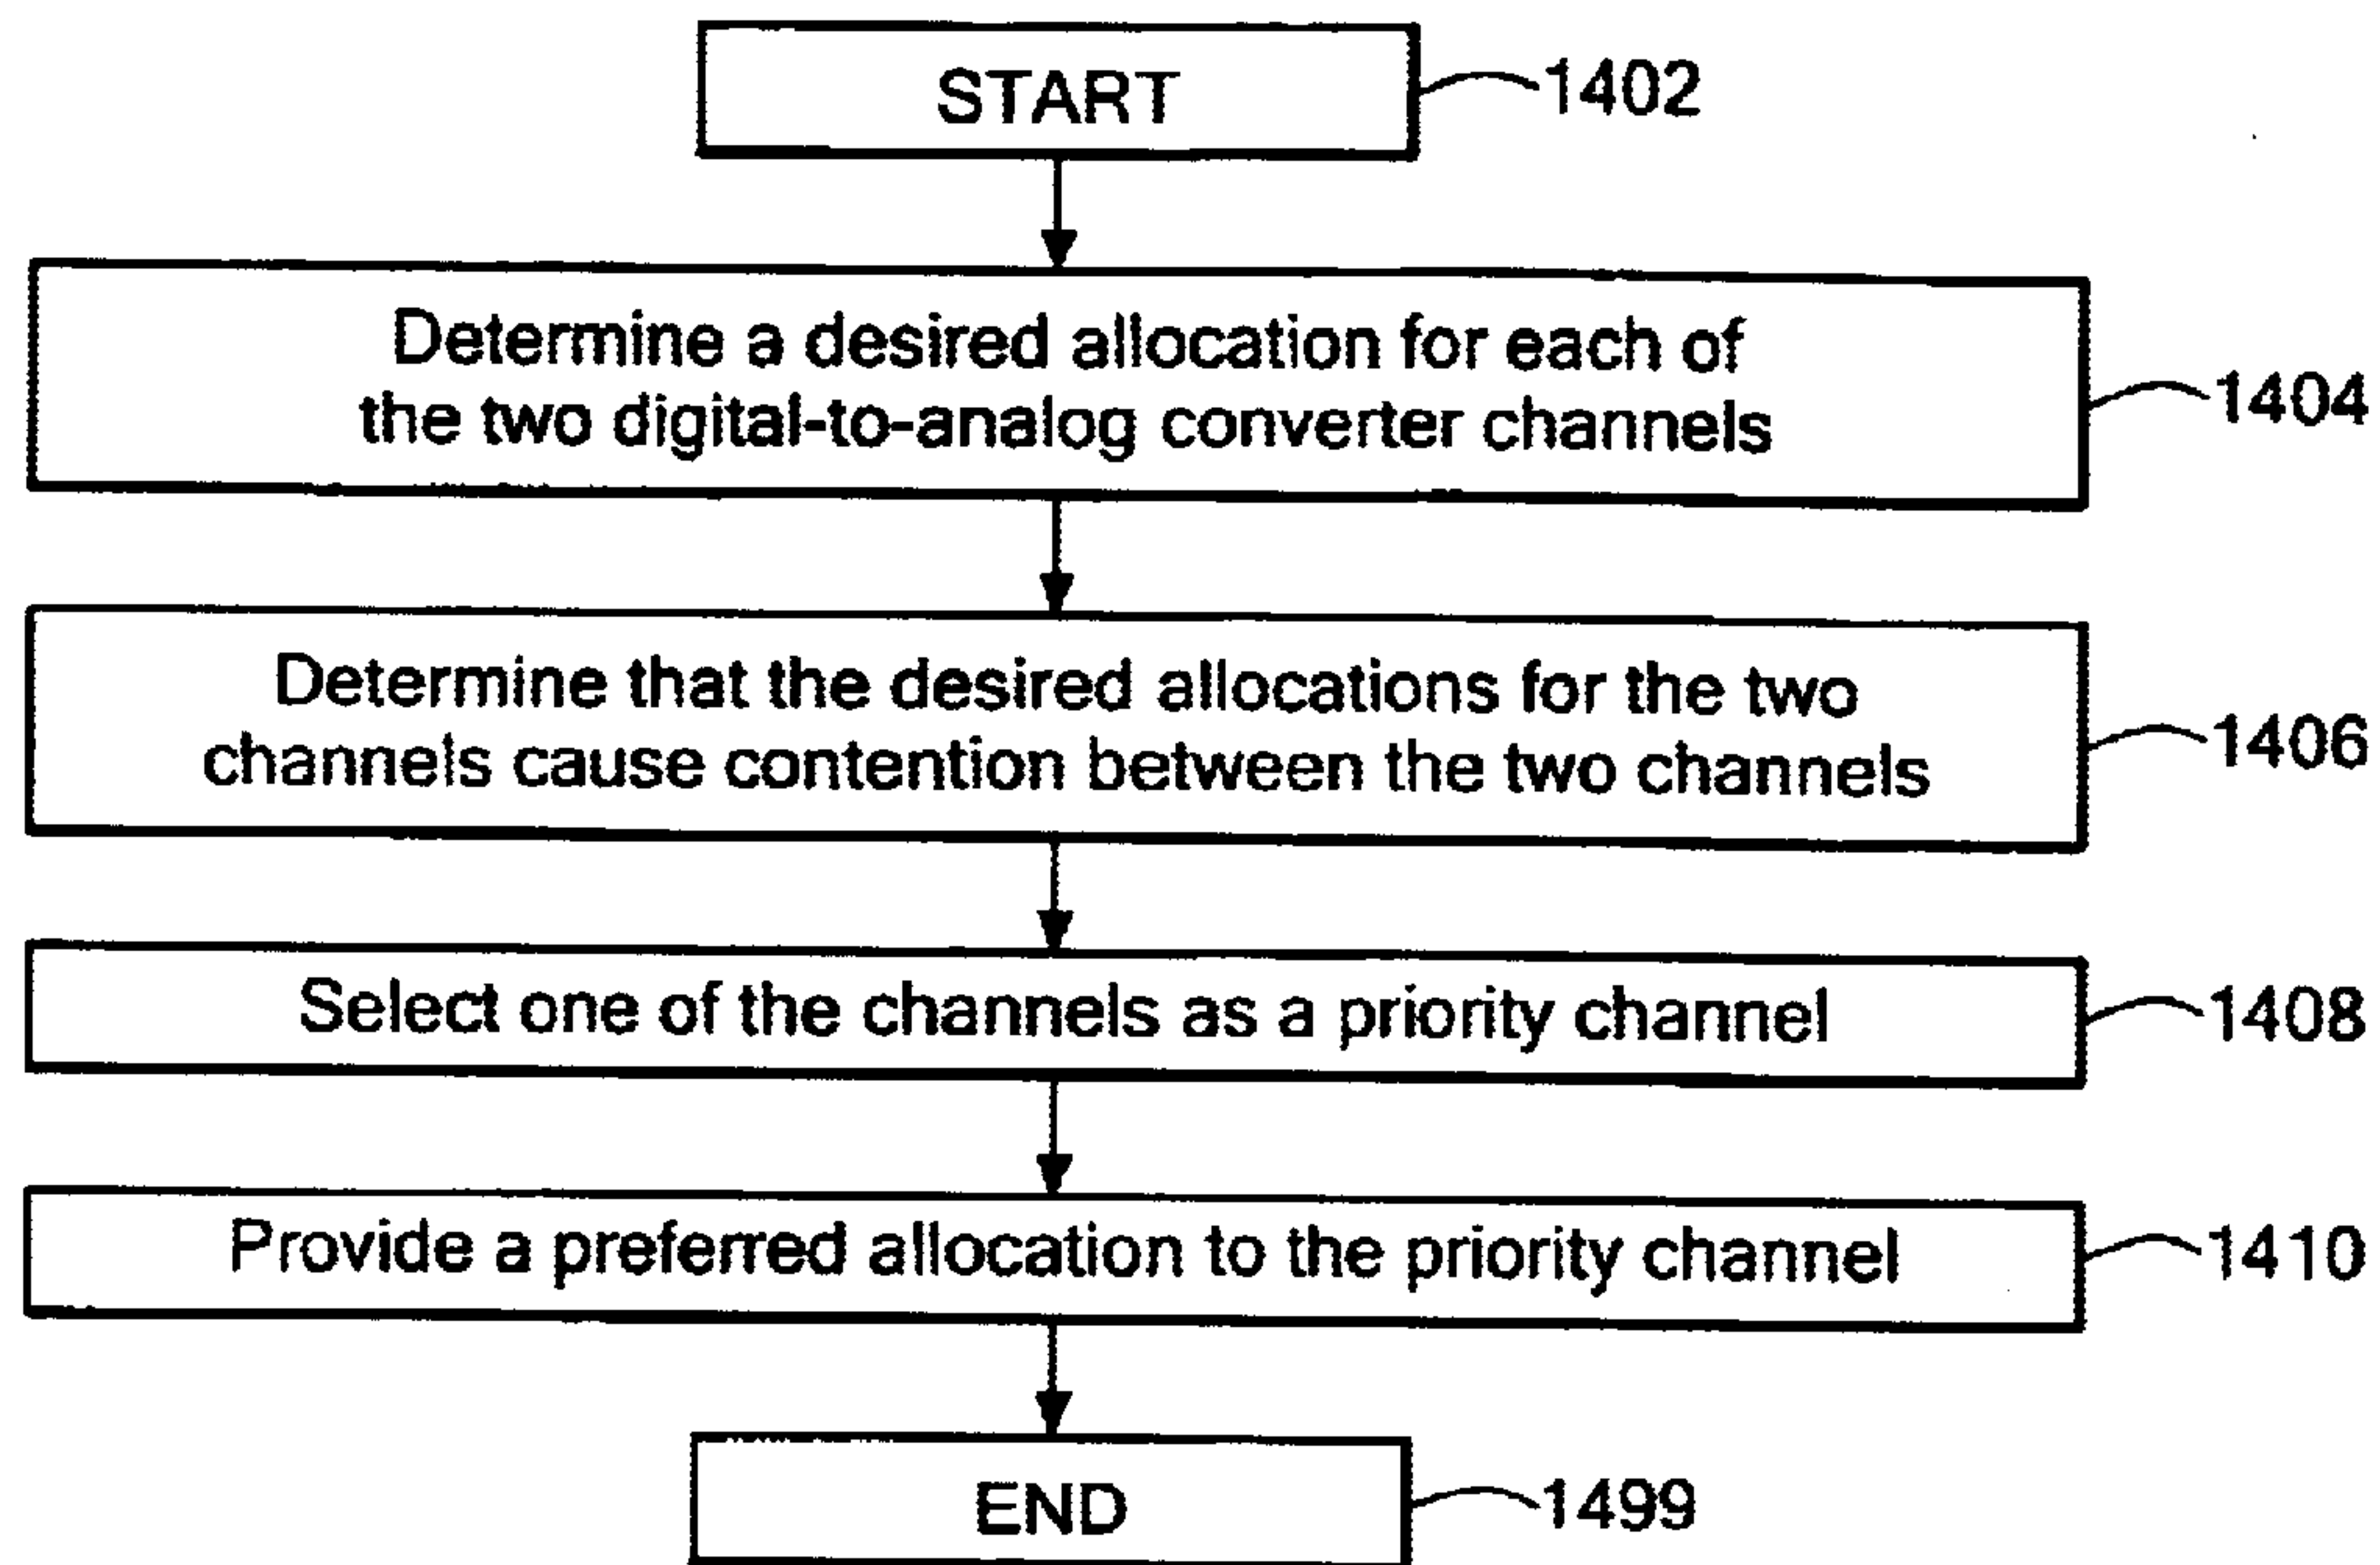 START
1402
Determine a desired allocation for each of
the two digital-to-analog converter channels
1404
Determine that the desired allocations for the two
channels cause contention between the two channels
1406
Select one of the channels as a priority channel
1408
Provide a preferred allocation to the priority channel
1410
END
1499